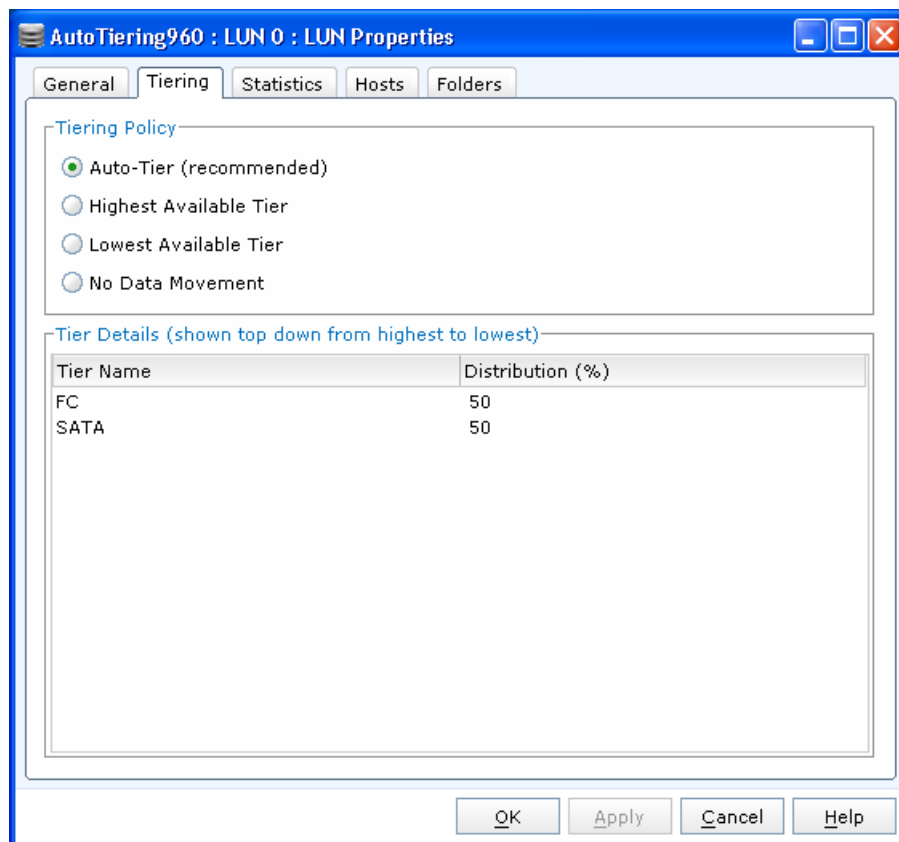 AutoTiering960 : LUN 0 : LUN Properties
General Tiering Statistics Hosts Folders
Tiering Policy
Auto-Tier (recommended)
Highest Available Tier
Lowest Available Tier
No Data Movement
Tier Details (shown top down from highest to lowest)
Tier Name Distribution (%)
FC 50
SATA 50
OK Apply Cancel Help